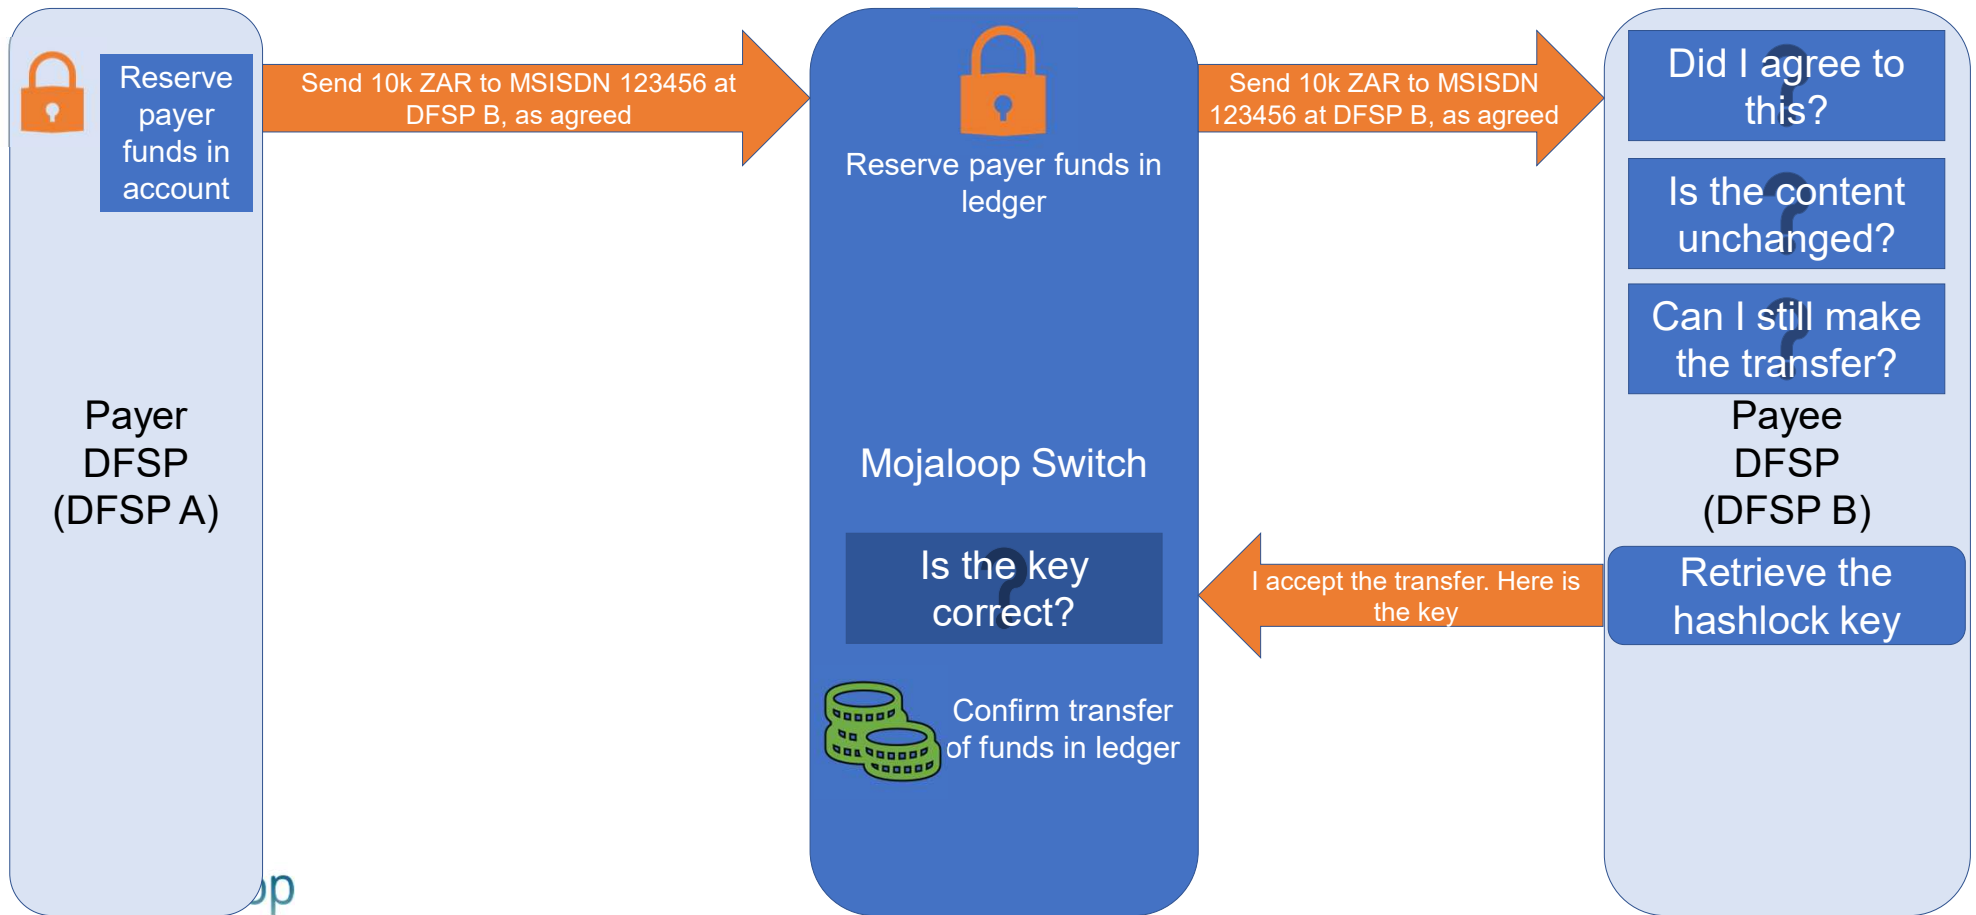 Reserve
payer
funds in
account
Send 10k ZAR to MSISDN 123456 at
DFSP B, as agreed
Reserve payer funds in
ledger
Send 10k ZAR to MSISDN
123456 at DFSP B, as agreed
Did I agree to
this?
Is the content
unchanged?
Can I still make
the transfer?
Payer
DFSP
(DFSP A)
Mojaloop Switch
Payee
DFSP
(DFSP B)
Retrieve the
hashlock key
I accept the transfer. Here is
the key
Is the key
correct?
Confirm transfer
of funds in ledger